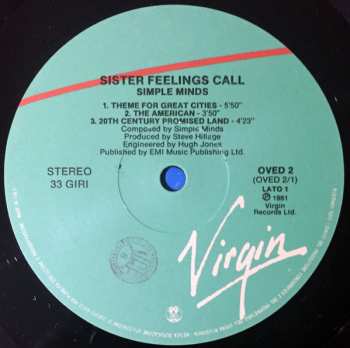 SISTER FEELINGS CALL
SIMPLE MINDS
1. THEME FOR GREAT CITIES - 5'50"
2. THE AMERICAN - 3'50"
3. 20TH CENTURY PROMISED LAND - 4'23"
Composed by Simple Minds
Produced by Steve Hillage
Engineered by Hugh Jones
Published by EMI Music Publishing Ltd.
STEREO
33 GIRI
OVED 2
(OVED 2/1)
LATO 1
℗ 1981
Virgin
Records Ltd.
Virgin